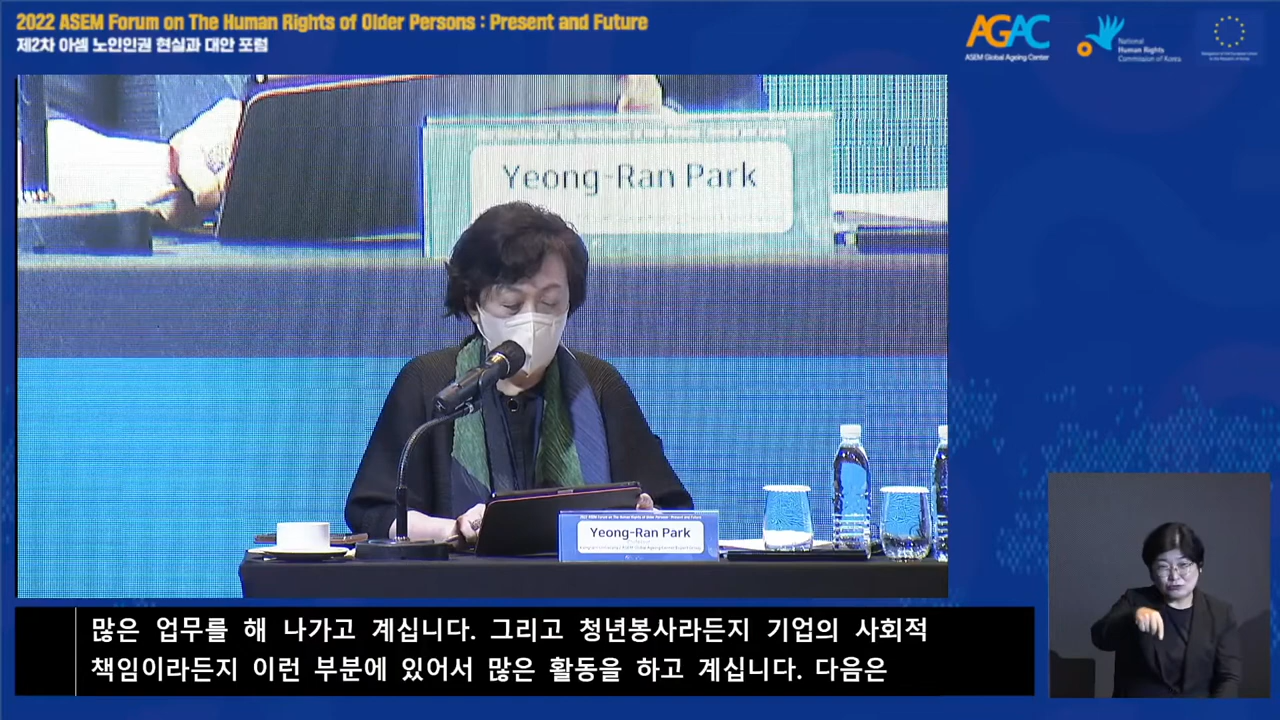 2022 ASEM Forum on The Human Rights of Older Persons : Present and Future
제2차 아셈 노인인권 현실과 대안 포럼
AGAC
ASEM Global Ageing Center
National
Human Rights
Commission of Korea
Yeong-Ran Park
Yeong-Ran Park
많은 업무를 해 나가고 계십니다. 그리고 청년봉사라든지 기업의 사회적
책임이라든지 이런 부분에 있어서 많은 활동을 하고 계십니다. 다음은